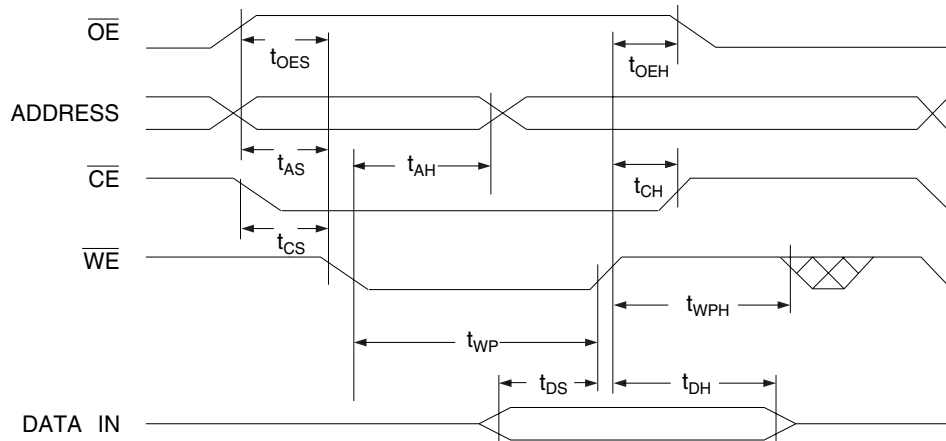 OE
tOES
tOEH
ADDRESS
tAS
tAH
CE
tCH
tCS
WE
tWPH
tWP
tDS
tDH
DATA IN